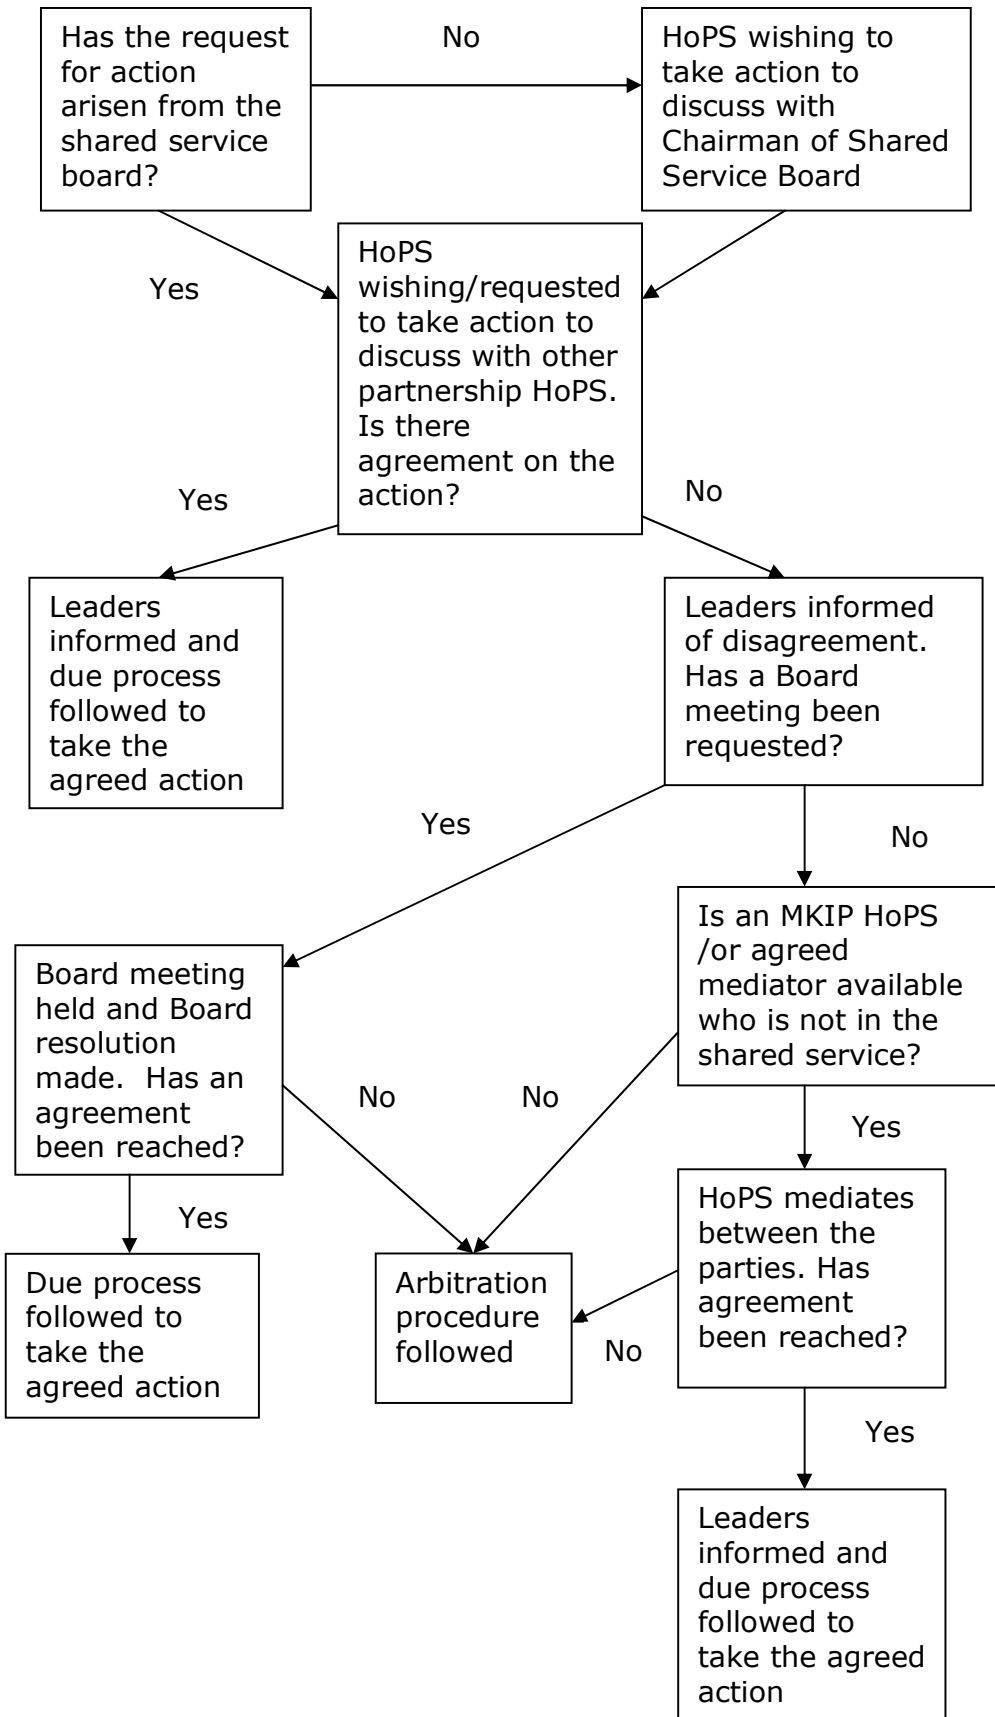 Has the request
for action
arisen from the
shared service
board?
No
HoPS wishing to
take action to
discuss with
Chairman of Shared
Service Board
Yes
HoPS
wishing/requested
to take action to
discuss with other
partnership HoPS.
Is there
agreement on the
action?
Yes
No
Leaders
informed and
due process
followed to
take the
agreed action
Leaders informed
of disagreement.
Has a Board
meeting been
requested?
Yes
No
Board meeting
held and Board
resolution
made.  Has an
agreement
been reached?
Is an MKIP HoPS
/or agreed
mediator available
who is not in the
shared service?
No
No
Yes
Yes
HoPS mediates
between the
parties. Has
agreement
been reached?
Due process
followed to
take the
agreed action
Arbitration
procedure
followed
No
Yes
Leaders
informed and
due process
followed to
take the agreed
action